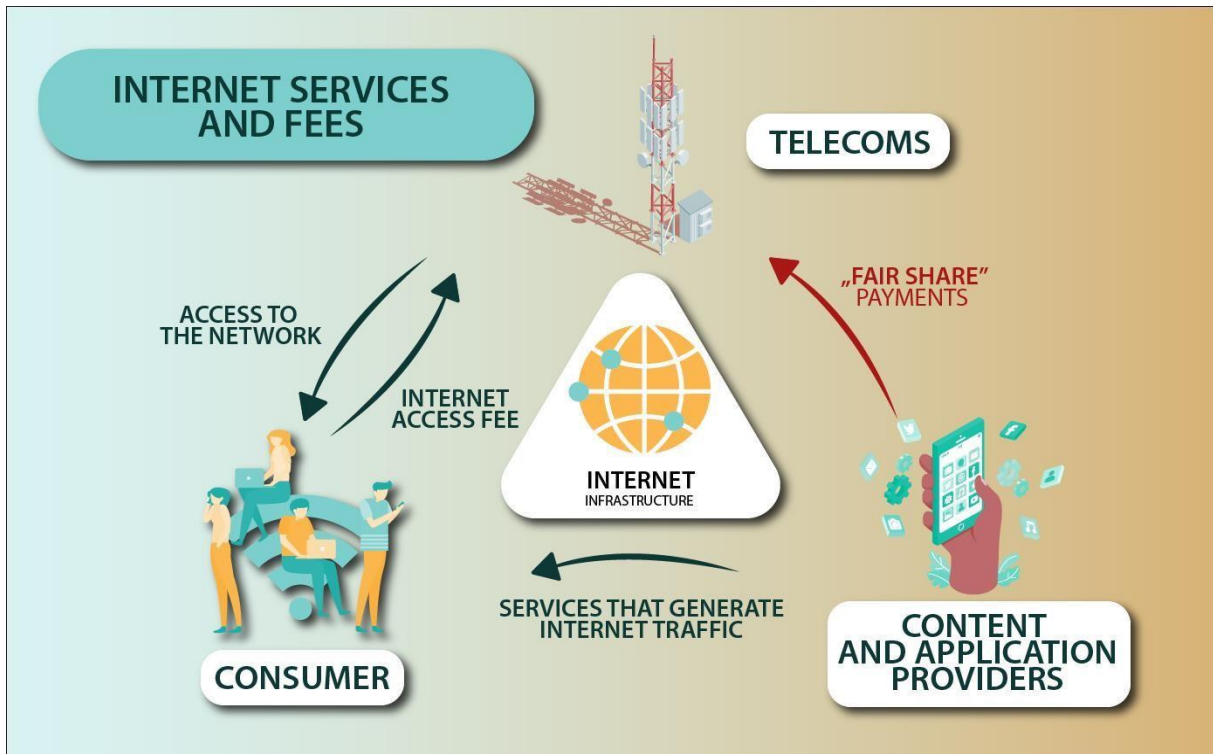 INTERNET SERVICES
AND FEES
TELECOMS
„FAIR SHARE”
PAYMENTS
ACCESS TO
THE NETWORK
INTERNET
ACCESS FEE
INTERNET
INFRASTRUCTURE
SERVICES THAT GENERATE
INTERNET TRAFFIC
CONSUMER
CONTENT
AND APPLICATION
PROVIDERS